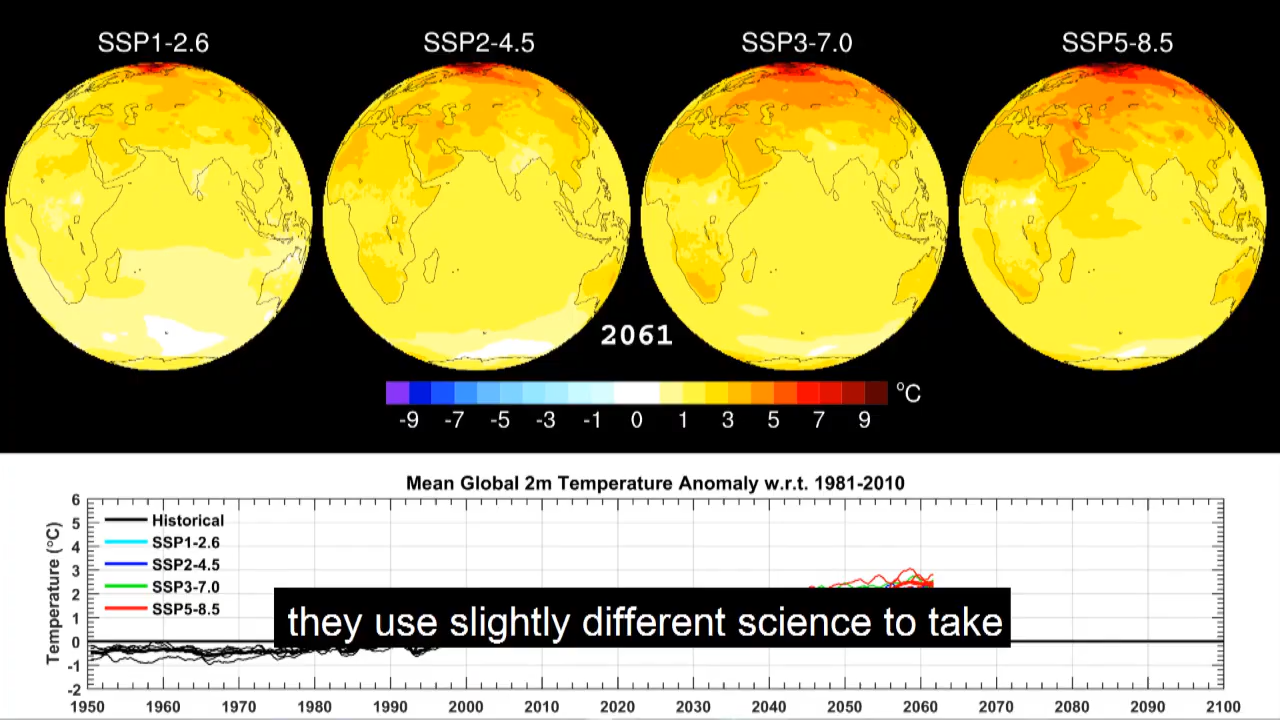 SSP1-2.6 SSP2-4.5 SSP3-7.0 SSP5-8.5
2061
°C
-9 -7 -5 -3 -1 0 1 3 5 7 9
Mean Global 2m Temperature Anomaly w.r.t. 1981-2010
Temperature (°C)
6
5
4
3
2
1
0
-1
-2
Historical
SSP1-2.6
SSP2-4.5
SSP3-7.0
SSP5-8.5
they use slightly different science to take
1950 1960 1970 1980 1990 2000 2010 2020 2030 2040 2050 2060 2070 2080 2090 2100